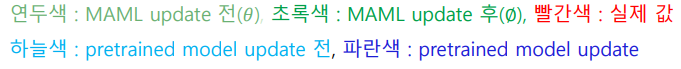 연두색 : MAML update 전(𝜃), 초록색 : MAML update 후(∅), 빨간색 : 실제 값
하늘색 : pretrained model update 전, 파란색 : pretrained model update